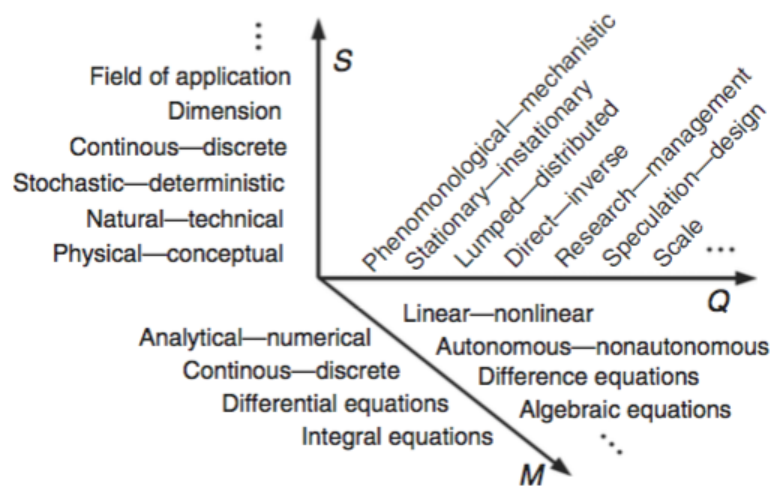 ⋮
S
Field of application
Dimension
Continous—discrete
Stochastic—deterministic
Natural—technical
Physical—conceptual
Phenomonological—mechanistic
Stationary—instationary
Lumped—distributed
Direct—inverse
Research—management
Speculation—design
Scale
...
Q
Linear—nonlinear
Analytical—numerical
Autonomous—nonautonomous
Continous—discrete
Difference equations
Differential equations
Algebraic equations
Integral equations
⋱
M